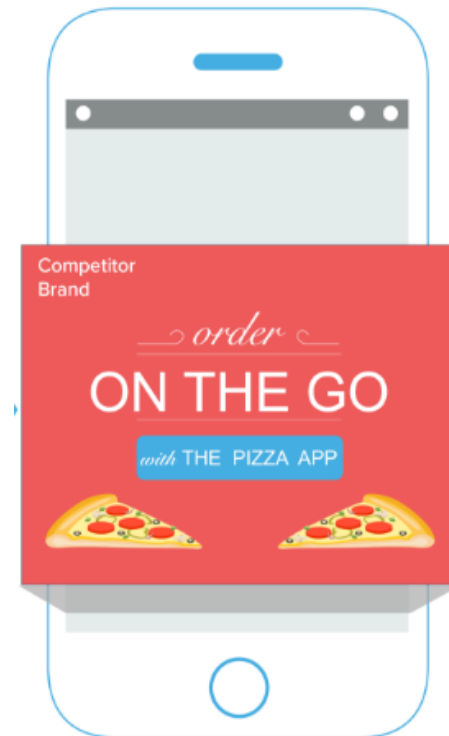 Competitor
Brand
order
ON THE GO
with THE PIZZA APP